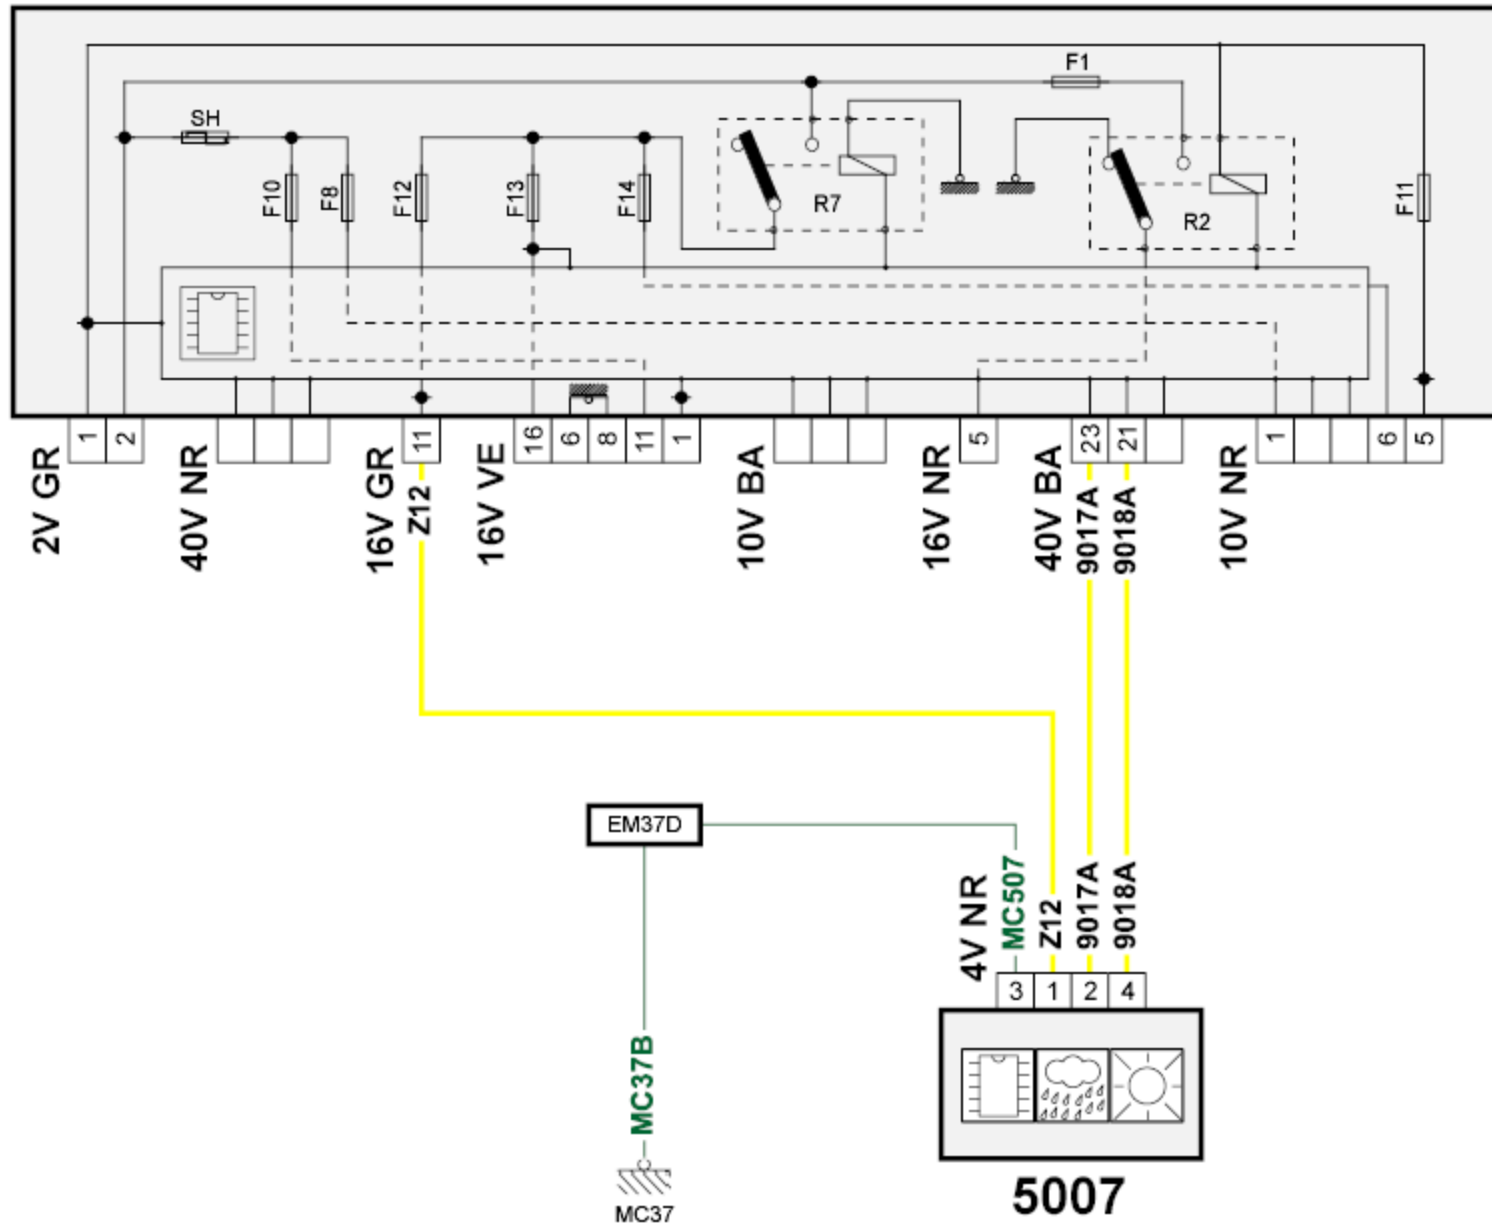 F1
SH
F10
F8
F12
F13
F14
R7
R2
F11
1
2
11
16
6
8
11
1
5
23
21
1
6
5
2V GR
40V NR
16V GR
Z12
16V VE
10V BA
16V NR
40V BA
9017A
9018A
10V NR
EM37D
4V NR
MC507
Z12
9017A
9018A
3
1
2
4
MC37B
MC37
5007